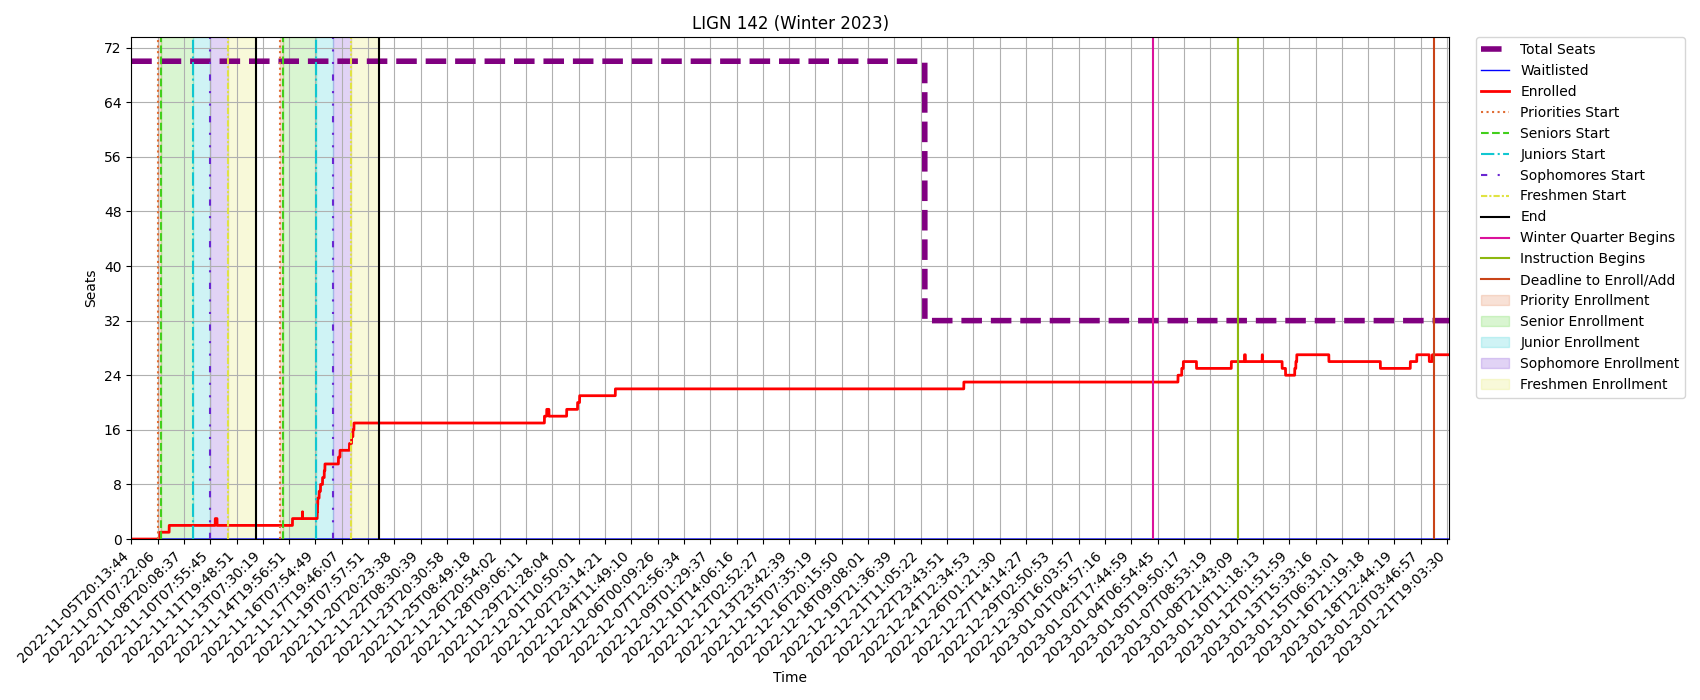 LIGN 142 (Winter 2023)
72
64
56
48
40
32
24
16
8
0
Seats
2022-11-05T20:13:44
2022-11-07T07:22:06
2022-11-08T20:08:37
2022-11-10T07:55:45
2022-11-11T19:48:51
2022-11-13T07:30:19
2022-11-14T19:56:51
2022-11-16T07:54:49
2022-11-17T19:46:07
2022-11-19T07:57:51
2022-11-20T20:23:38
2022-11-22T08:30:39
2022-11-23T20:30:58
2022-11-25T08:49:18
2022-11-26T20:54:02
2022-11-28T09:06:11
2022-11-29T21:28:04
2022-12-01T10:50:01
2022-12-02T23:14:21
2022-12-04T11:49:10
2022-12-06T00:09:26
2022-12-07T12:56:34
2022-12-09T01:29:37
2022-12-10T14:06:16
2022-12-12T02:52:27
2022-12-13T23:42:39
2022-12-15T07:35:19
2022-12-16T20:15:50
2022-12-18T09:08:01
2022-12-19T21:36:39
2022-12-21T11:05:22
2022-12-22T23:43:51
2022-12-24T12:34:53
2022-12-26T01:21:30
2022-12-27T14:14:27
2022-12-29T02:50:53
2022-12-30T16:03:57
2023-01-01T04:57:16
2023-01-02T17:44:59
2023-01-04T06:54:45
2023-01-05T19:50:17
2023-01-07T08:53:19
2023-01-08T21:43:09
2023-01-10T11:18:13
2023-01-12T01:51:59
2023-01-13T15:33:16
2023-01-15T06:31:01
2023-01-16T21:19:18
2023-01-18T12:44:19
2023-01-20T03:46:57
2023-01-21T19:03:30
Time
Total Seats
Waitlisted
Enrolled
Priorities Start
Seniors Start
Juniors Start
Sophomores Start
Freshmen Start
End
Winter Quarter Begins
Instruction Begins
Deadline to Enroll/Add
Priority Enrollment
Senior Enrollment
Junior Enrollment
Sophomore Enrollment
Freshmen Enrollment